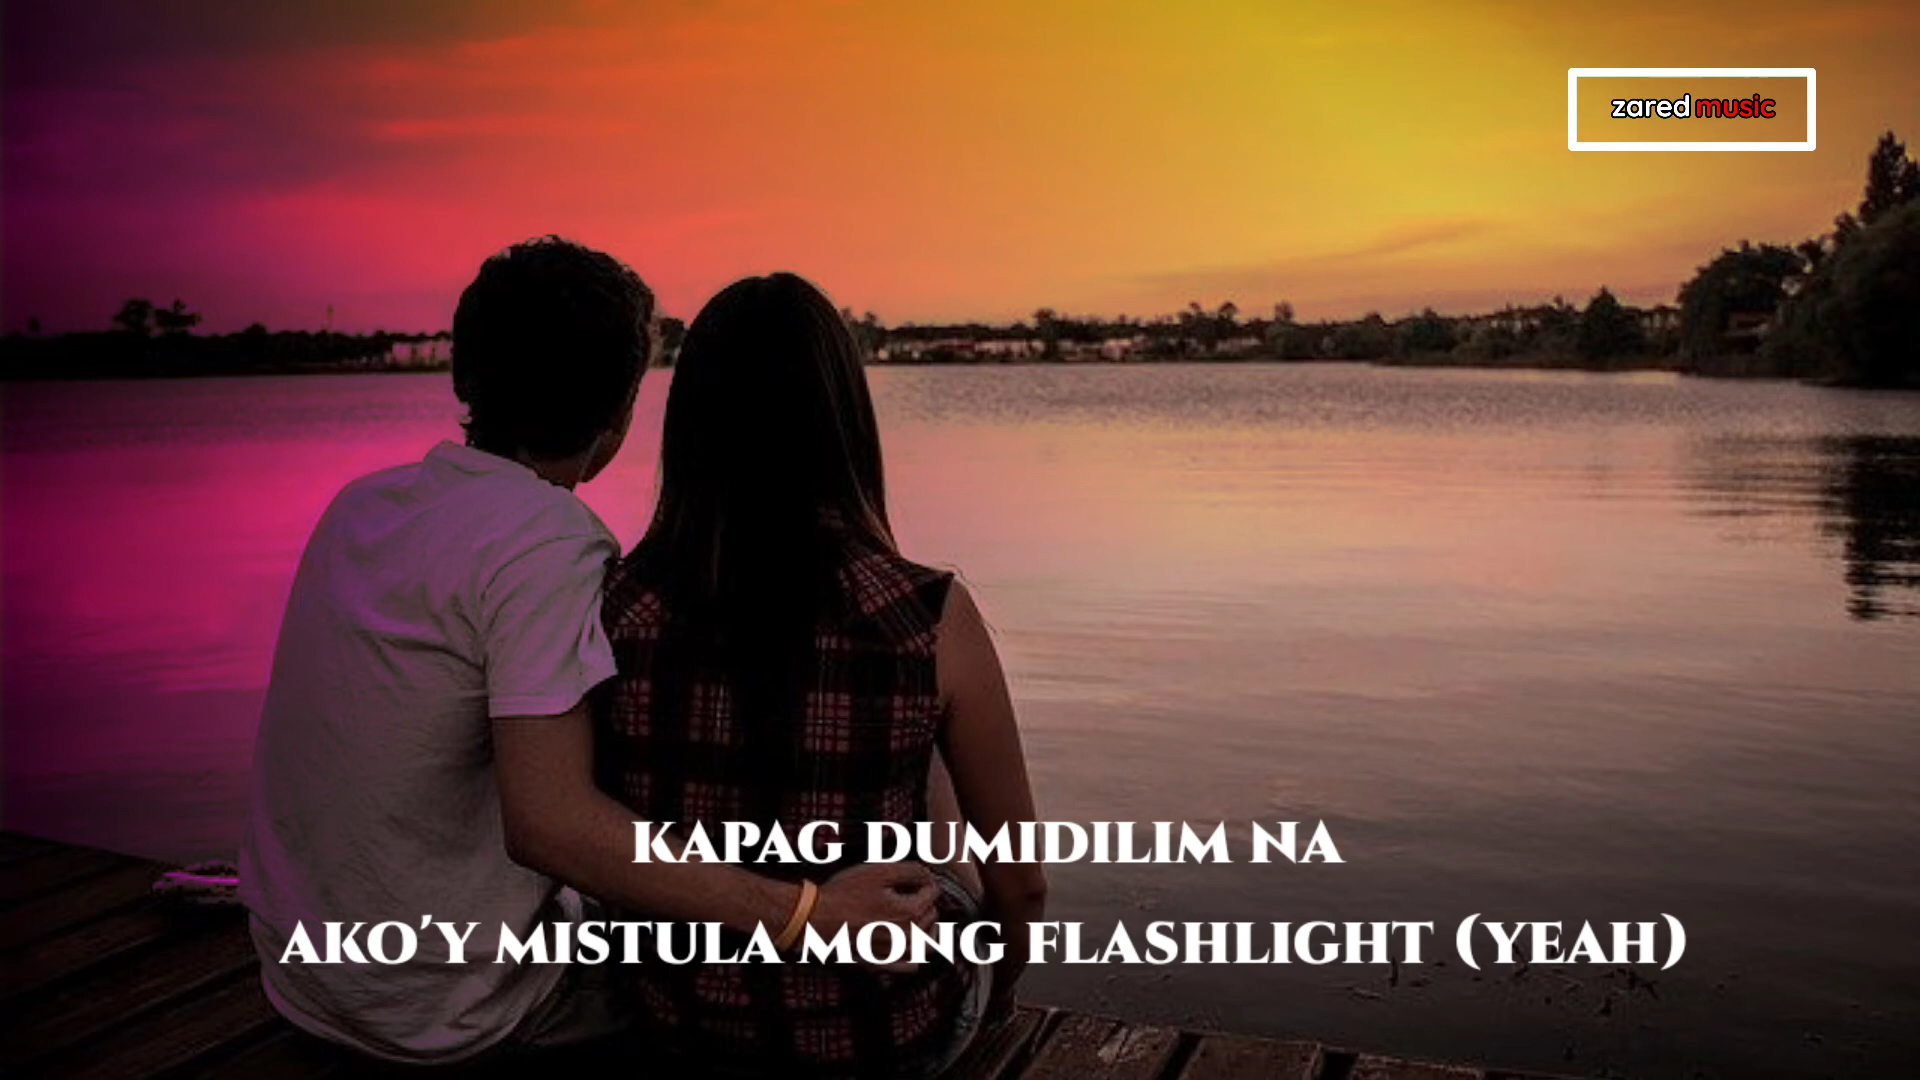 zared music
KAPAG DUMIDILIM NA
AKO'Y MISTULA MONG FLASHLIGHT (YEAH)